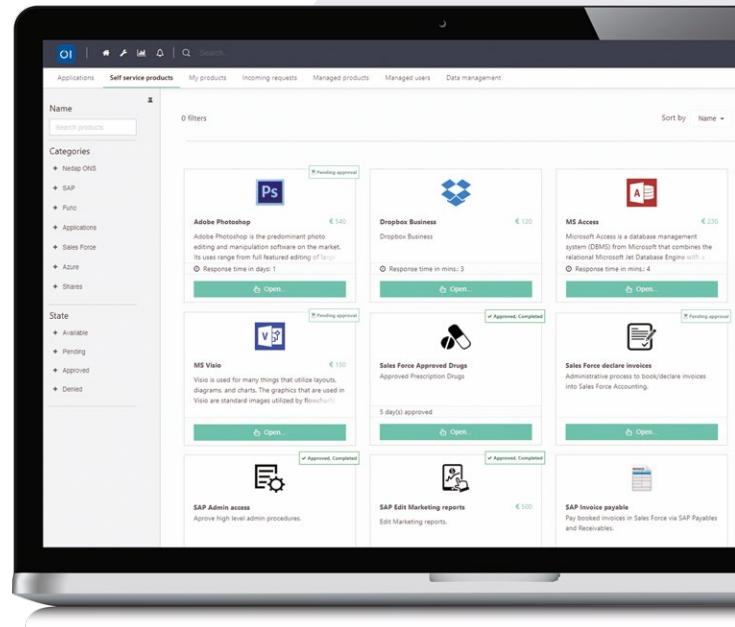 OI
Search...
Applications
Self service products
My products
Incoming requests
Managed products
Managed users
Data management
Name
Search products
Categories
+ Nedap ONS
+ SAP
+ Func
+ Applications
+ Sales Force
+ Azure
+ Shares
State
+ Available
+ Pending
+ Approved
+ Denied
0 filters
Sort by Name
Pending approval
Ps
Adobe Photoshop € 540
Adobe Photoshop is the predominant photo
editing and manipulation software on the market.
Its uses range from full featured editing of large
Response time in days: 1
Open...
Dropbox Business € 120
Dropbox Business
Response time in mins.: 3
Open...
A
MS Access € 230
Microsoft Access is a database management
system (DBMS) from Microsoft that combines the
relational Microsoft Jet Database Engine with a
Response time in mins.: 4
Open...
Pending approval
V
MS Visio € 150
Visio is used for many things that utilize layouts,
diagrams, and charts. The graphics that are used in
Visio are standard images utilized by flowcharts
Open...
Approved, Completed
Sales Force Approved Drugs
Approved Prescription Drugs
5 day(s) approved
Open...
Pending approval
Sales Force declare invoices
Administrative process to book/declare invoices
into Sales Force Accounting.
Open...
Approved, Completed
SAP Admin access
Aprove high level admin procedures.
Approved, Completed
SAP Edit Marketing reports € 500
Edit Marketing reports.
SAP Invoice payable
Pay booked invoices in Sales Force via SAP Payables
and Receivables.